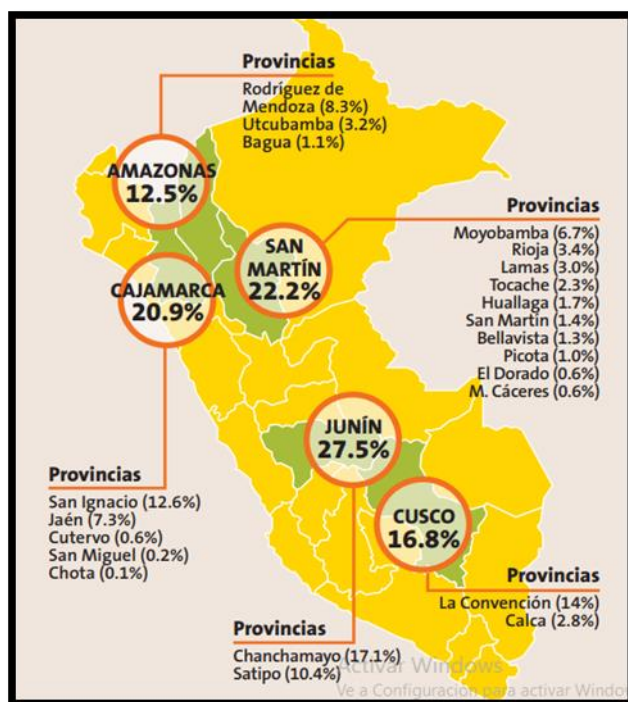 Provincias
Rodríguez de
Mendoza (8.3%)
Utcubamba (3.2%)
Bagua (1.1%)
AMAZONAS
12.5%
SAN
MARTÍN
22.2%
Provincias
Moyobamba (6.7%)
Rioja (3.4%)
Lamas (3.0%)
Tocache (2.3%)
Huallaga (1.7%)
San Martín (1.4%)
Bellavista (1.3%)
Picota (1.0%)
El Dorado (0.6%)
M. Cáceres (0.6%)
CAJAMARCA
20.9%
Provincias
San Ignacio (12.6%)
Jaén (7.3%)
Cutervo (0.6%)
San Miguel (0.2%)
Chota (0.1%)
JUNÍN
27.5%
Provincias
Chanchamayo (17.1%)
Satipo (10.4%)
CUSCO
16.8%
Provincias
La Convención (14%)
Calca (2.8%)
Activar Windows
Ve a Configuración para activar Windo